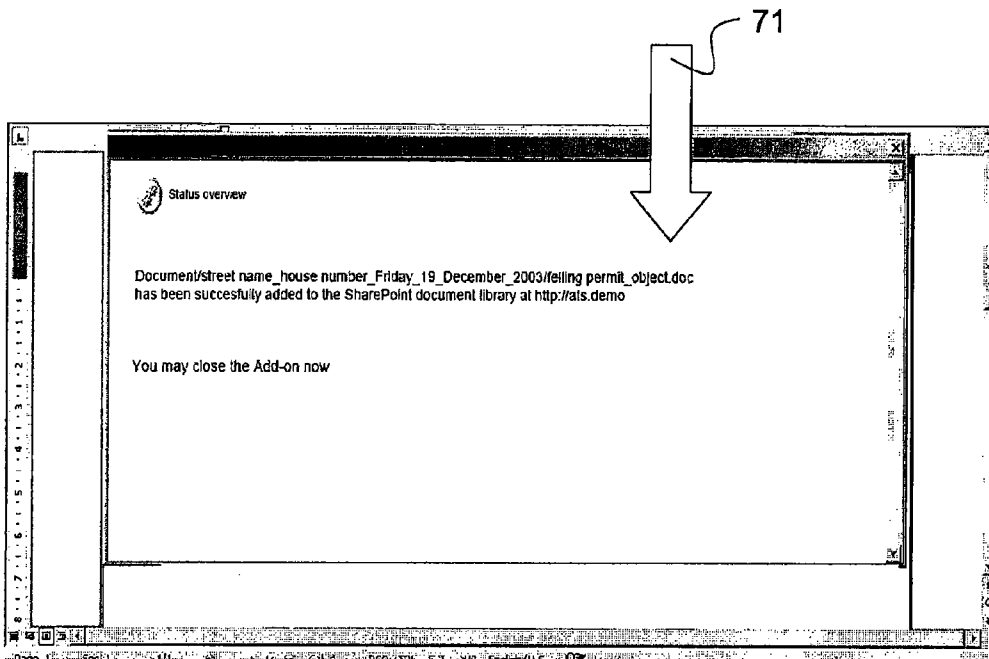 71
Status overview
Document/street name_house number_Friday_19_December_2003/felling permit_object.doc
has been succesfully added to the SharePoint document library at http://ats.demo
You may close the Add-on now